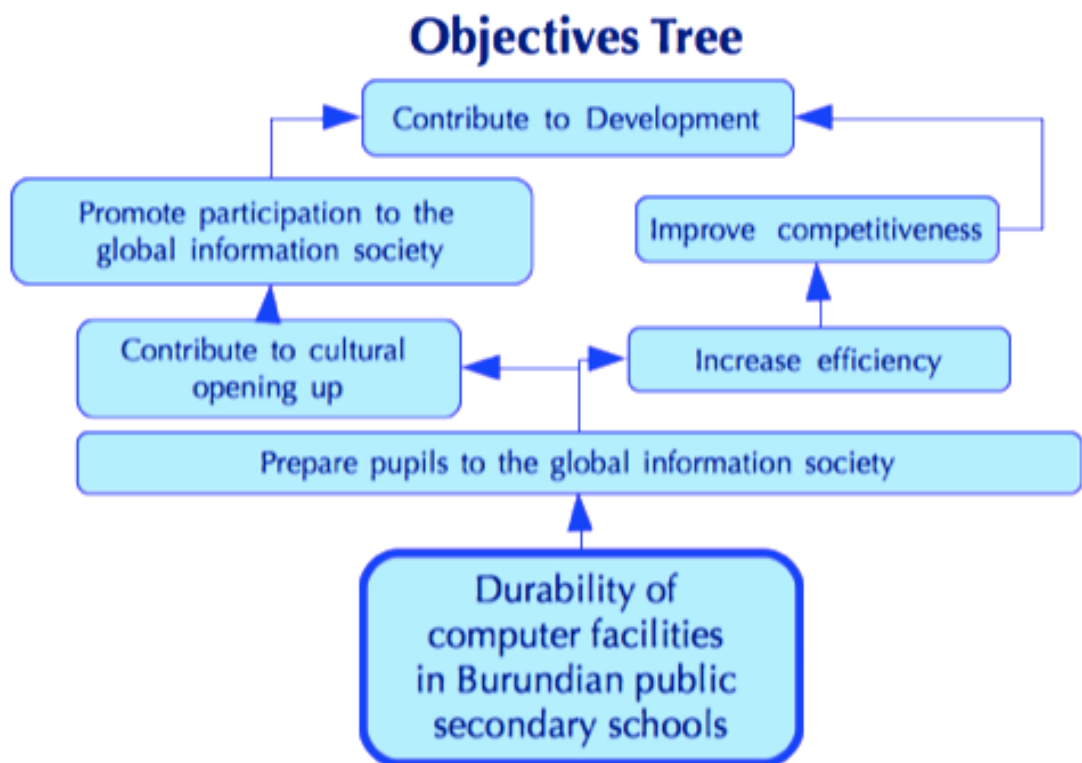 Objectives Tree
Contribute to Development
Promote participation to the
global information society
Improve competitiveness
Contribute to cultural
opening up
Increase efficiency
Prepare pupils to the global information society
Durability of
computer facilities
in Burundian public
secondary schools